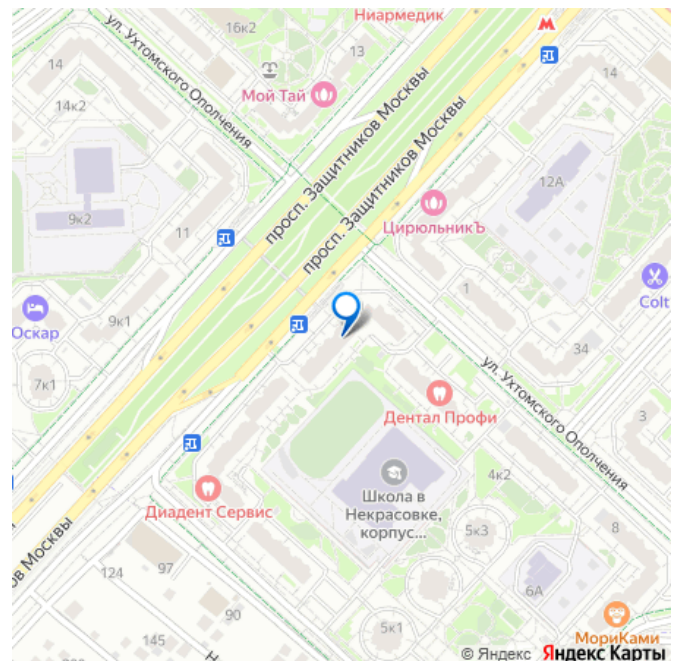 Ниармедик
16к2
ул. Ухтомского Ополчения
13
14
Мой Тай
14к2
14
просп. Защитников Москвы
просп. Защитников Москвы
12А
9к2
11
ЦирюльникЪ
Colt
Оскар
9к1
1
7к1
34
ул. Ухтомского Ополчения
3
Дентал Профи
Школа в
Некрасовке,
корпус...
4к2
Диадент Сервис
5к3
8
ов Москвы
124
97
6А
90
145
5к1
МориКами
© Яндекс Яндекс Карты